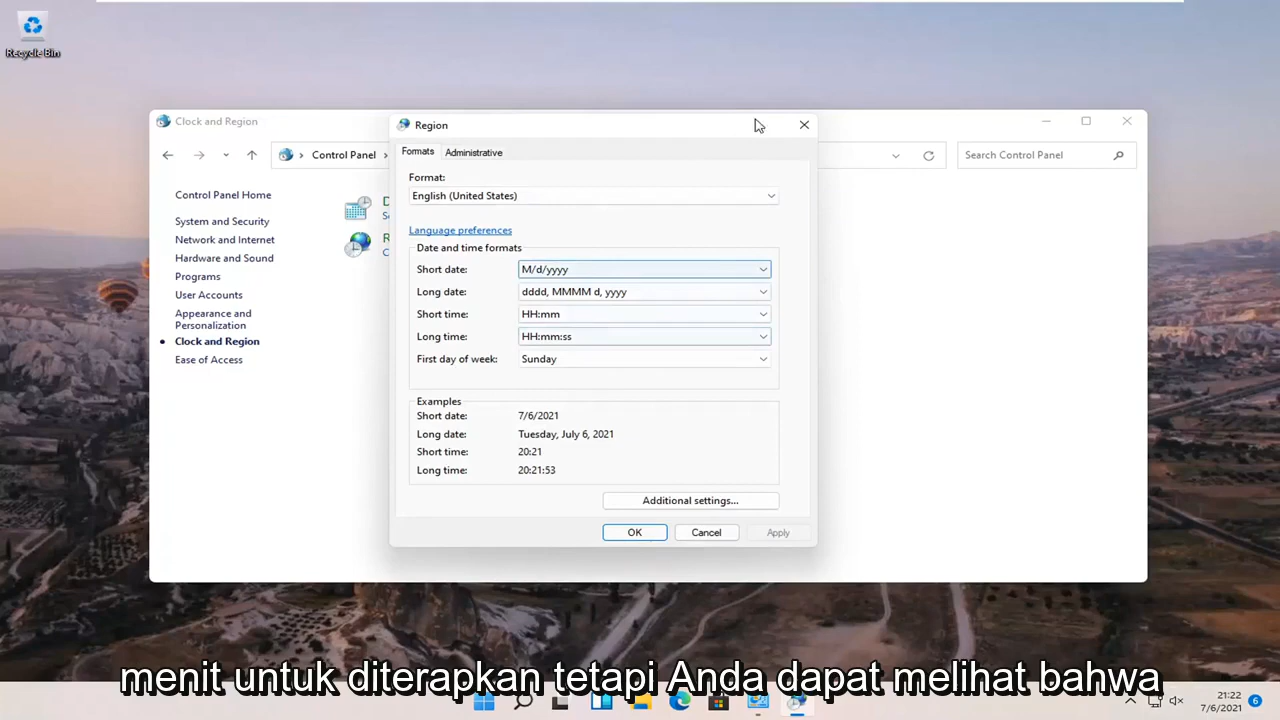 Recycle Bin
Clock and Region
Control Panel
Search Control Panel
Control Panel Home
System and Security
Network and Internet
Hardware and Sound
Programs
User Accounts
Appearance and
Personalization
Clock and Region
Ease of Access
Region
Formats Administrative
Format:
English (United States)
Language preferences
Date and time formats
Short date: M/d/yyyy
Long date: dddd, MMMM d, yyyy
Short time: HH:mm
Long time: HH:mm:ss
First day of week: Sunday
Examples
Short date: 7/6/2021
Long date: Tuesday, July 6, 2021
Short time: 20:21
Long time: 20:21:53
Additional settings...
OK Cancel Apply
menit untuk diterapkan tetapi Anda dapat melihat bahwa
21:22
7/6/2021
6